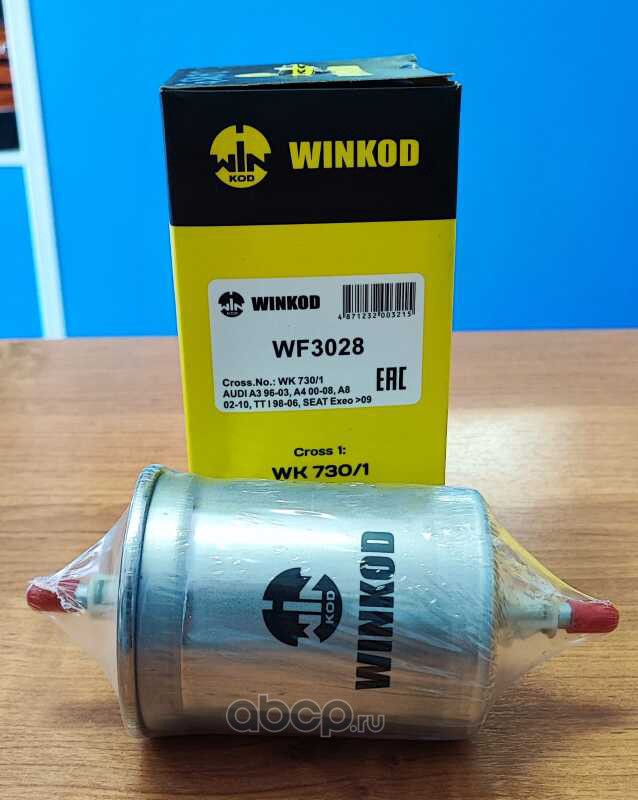 WIN
KOD
WINKOD
WIN
KOD
WINKOD
4 871232 003215
WF3028
Cross.No.: WK 730/1
AUDI A3 96-03, A4 00-08, A8
02-10, TT I 98-06, SEAT Exeo >09
EAC
Cross 1:
WK 730/1
WIN
KOD
WINKOD
abcp.ru